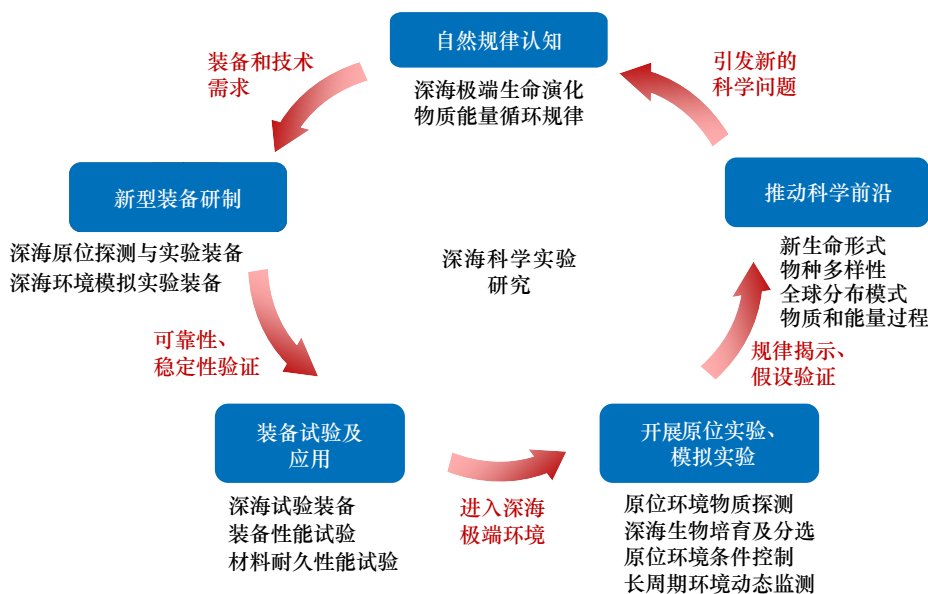 自然规律认知
深海极端生命演化
物质能量循环规律
装备和技术
需求
新型装备研制
深海原位探测与实验装备
深海环境模拟实验装备
可靠性、
稳定性验证
装备试验及
应用
深海试验装备
装备性能试验
材料耐久性能试验
进入深海
极端环境
开展原位实验、
模拟实验
原位环境物质探测
深海生物培育及分选
原位环境条件控制
长周期环境动态监测
规律揭示、
假设验证
推动科学前沿
新生命形式
物种多样性
全球分布模式
物质和能量过程
引发新的
科学问题
深海科学实验
研究